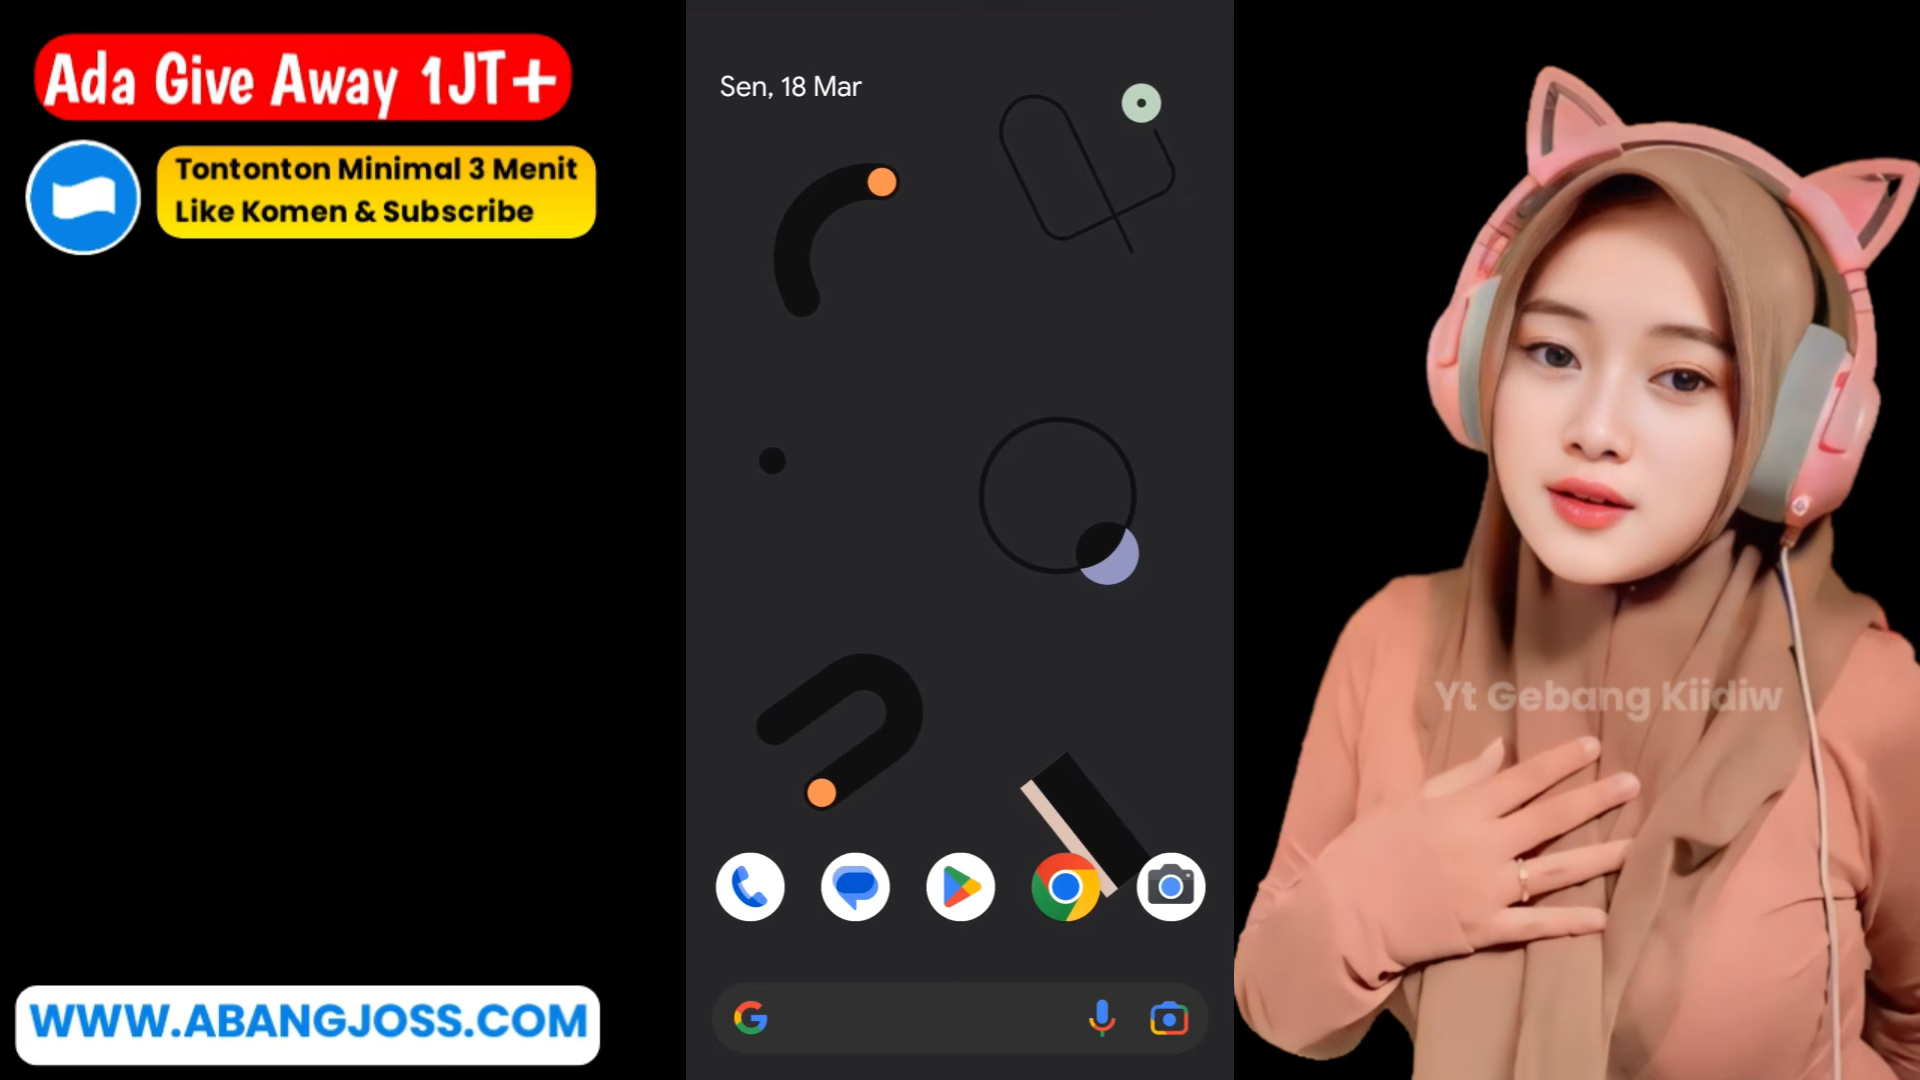 Ada Give Away 1JT+
Tontonton Minimal 3 Menit
Like Komen & Subscribe
Sen, 18 Mar
Yt Gebang Kiidiw
WWW.ABANGJOSS.COM